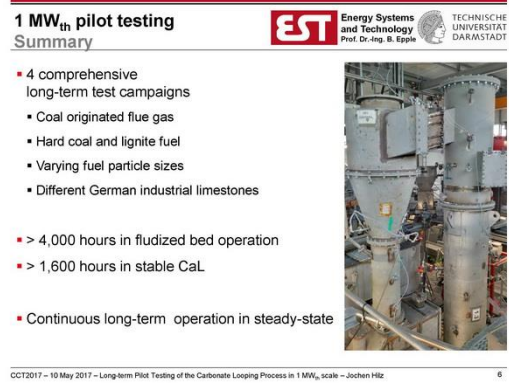 1 MWth pilot testing
Summary
EST
Energy Systems
and Technology
Prof. Dr.-Ing. B. Epple
TECHNISCHE
UNIVERSITÄT
DARMSTADT
▪ 4 comprehensive
long-term test campaigns
▪ Coal originated flue gas
▪ Hard coal and lignite fuel
▪ Varying fuel particle sizes
▪ Different German industrial limestones
▪ > 4,000 hours in fludized bed operation
▪ > 1,600 hours in stable CaL
▪ Continuous long-term operation in steady-state
CCT2017 – 10 May 2017 – Long-term Pilot Testing of the Carbonate Looping Process in 1 MWth scale – Jochen Hilz
6